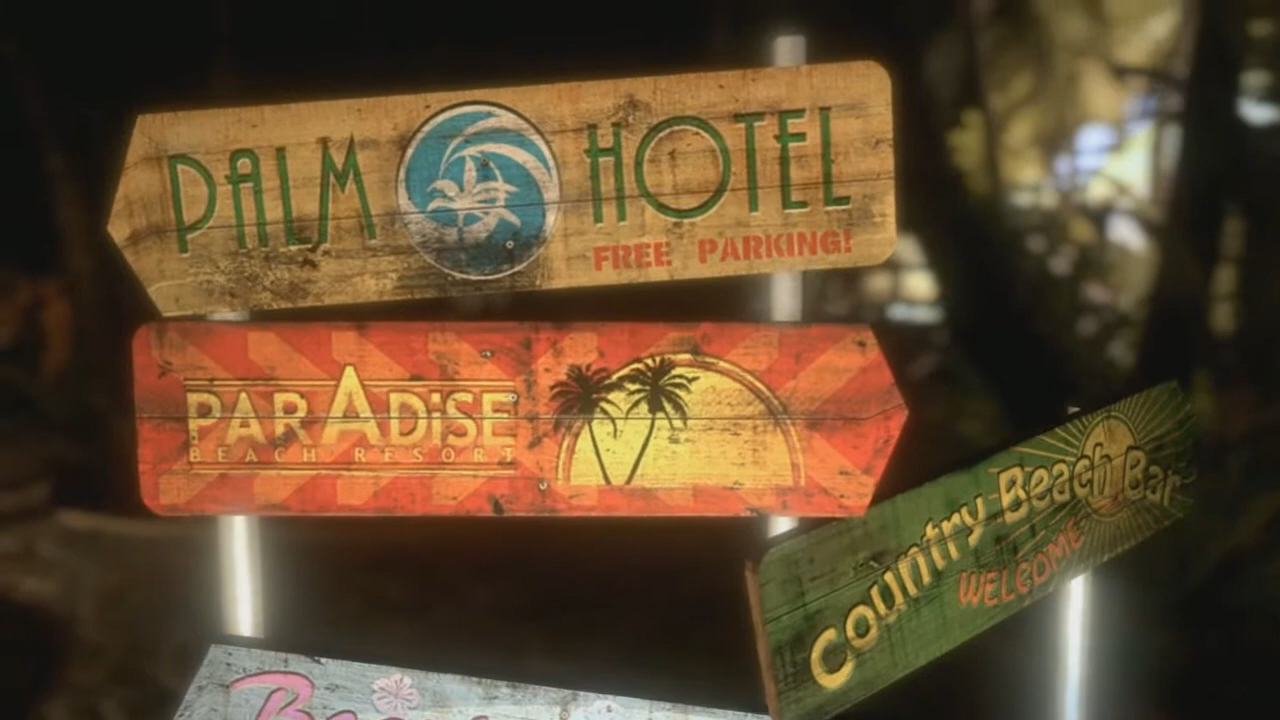 PALM HOTEL
FREE PARKING!
PARADiSE
BEACH RESORT
Country Beach Bar
WELCOME